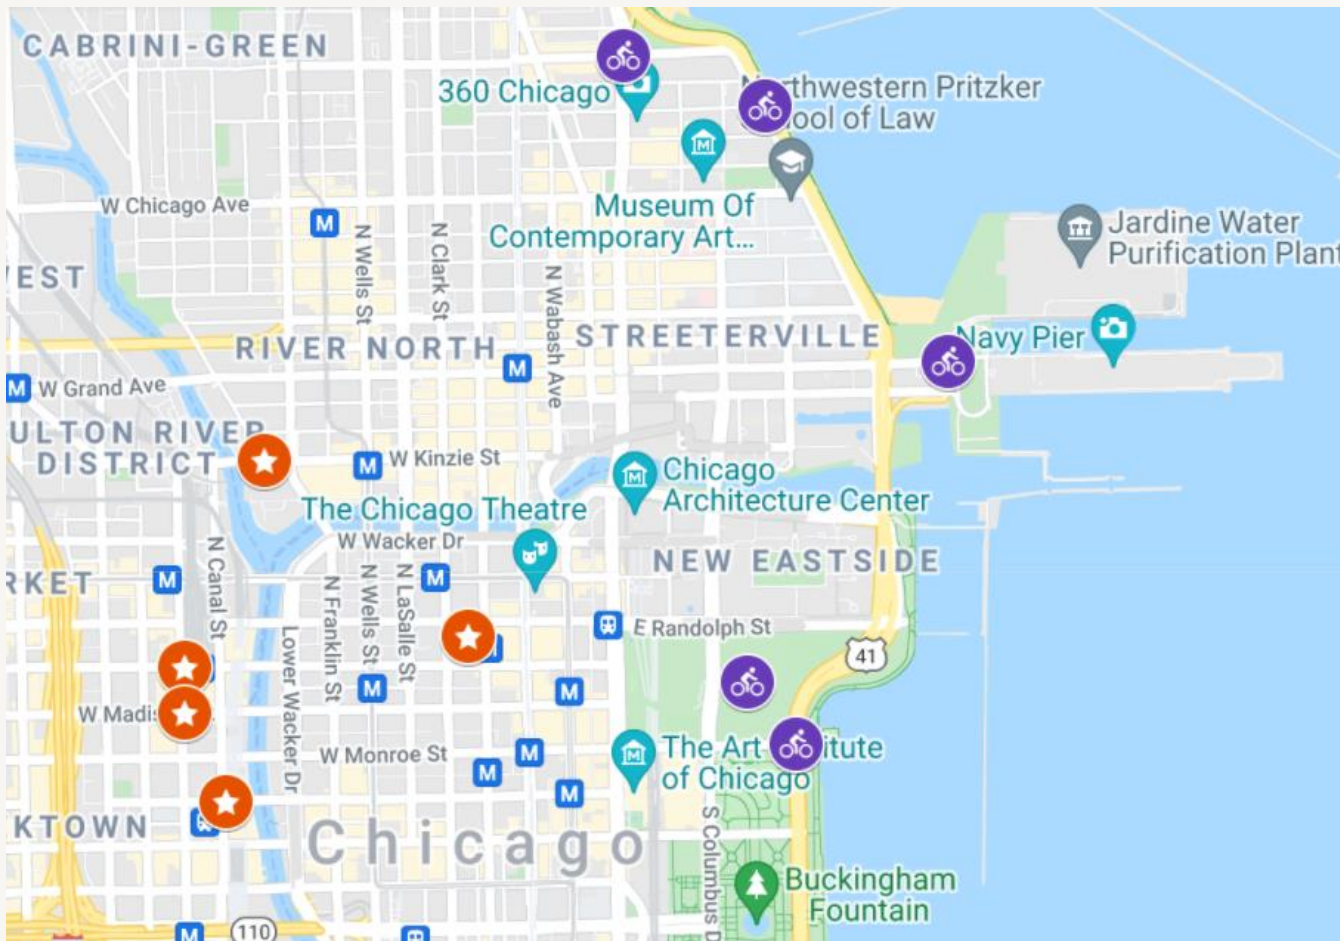 CABRINI-GREEN
360 Chicago
thwestern Pritzker
ool of Law
W Chicago Ave
Museum Of
Contemporary Art...
Jardine Water
Purification Plant
N Wells St
N Clark St
N Wabash Ave
EST
RIVER NORTH
STREETERVILLE
Navy Pier
W Grand Ave
ULTON RIVER
DISTRICT
W Kinzie St
Chicago
Architecture Center
The Chicago Theatre
W Wacker Dr
NEW EASTSIDE
RKET
N Canal St
N Franklin St
N Wells St
N LaSalle St
Lower Wacker Dr
E Randolph St
41
W Madis
W Monroe St
The Art itute
of Chicago
KTOWN
Chicago
S Columbus D
Buckingham
Fountain
110
M
M
M
M
M
M
M
M
M
M
M
M